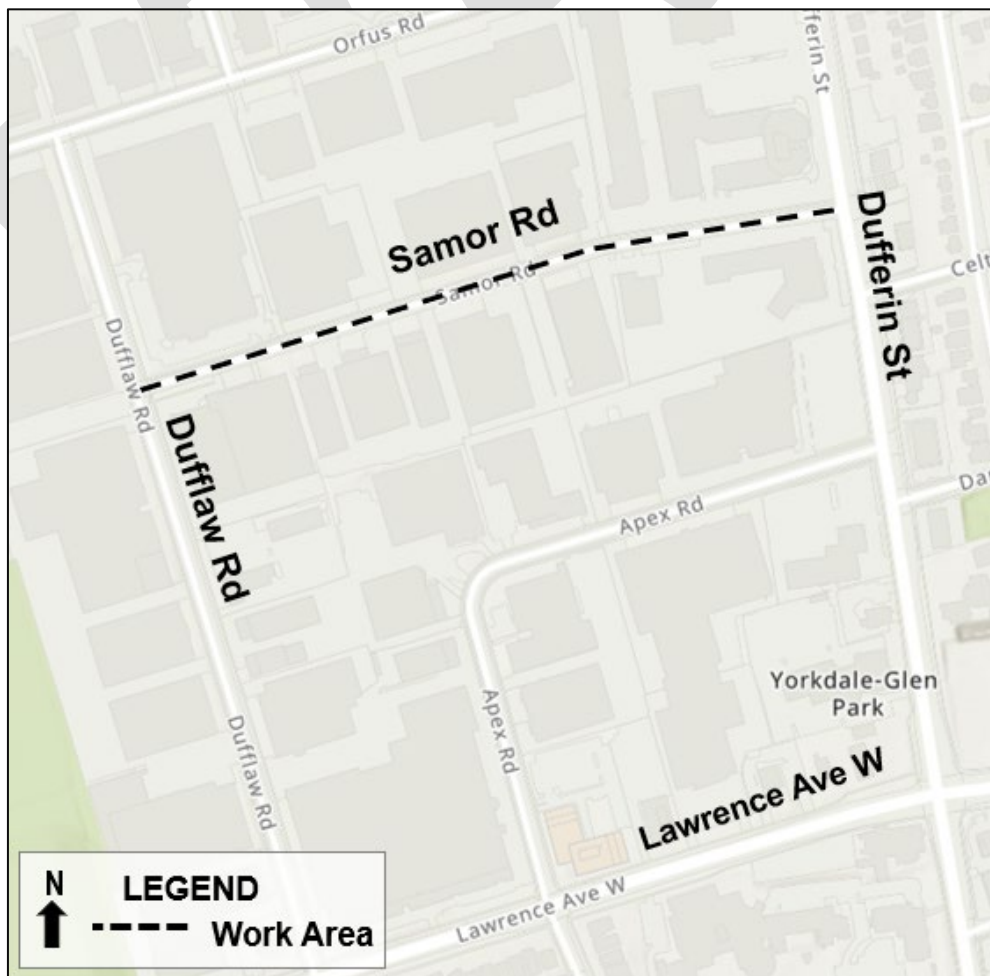 Orfus Rd
fferin St
Samor Rd
Samor Rd
Dufferin St
Celt
Dufflaw Rd
Dufflaw Rd
Apex Rd
Da
Yorkdale-Glen
Park
Apex Rd
Dufflaw Rd
Lawrence Ave W
Lawrence Ave W
N
LEGEND
Work Area